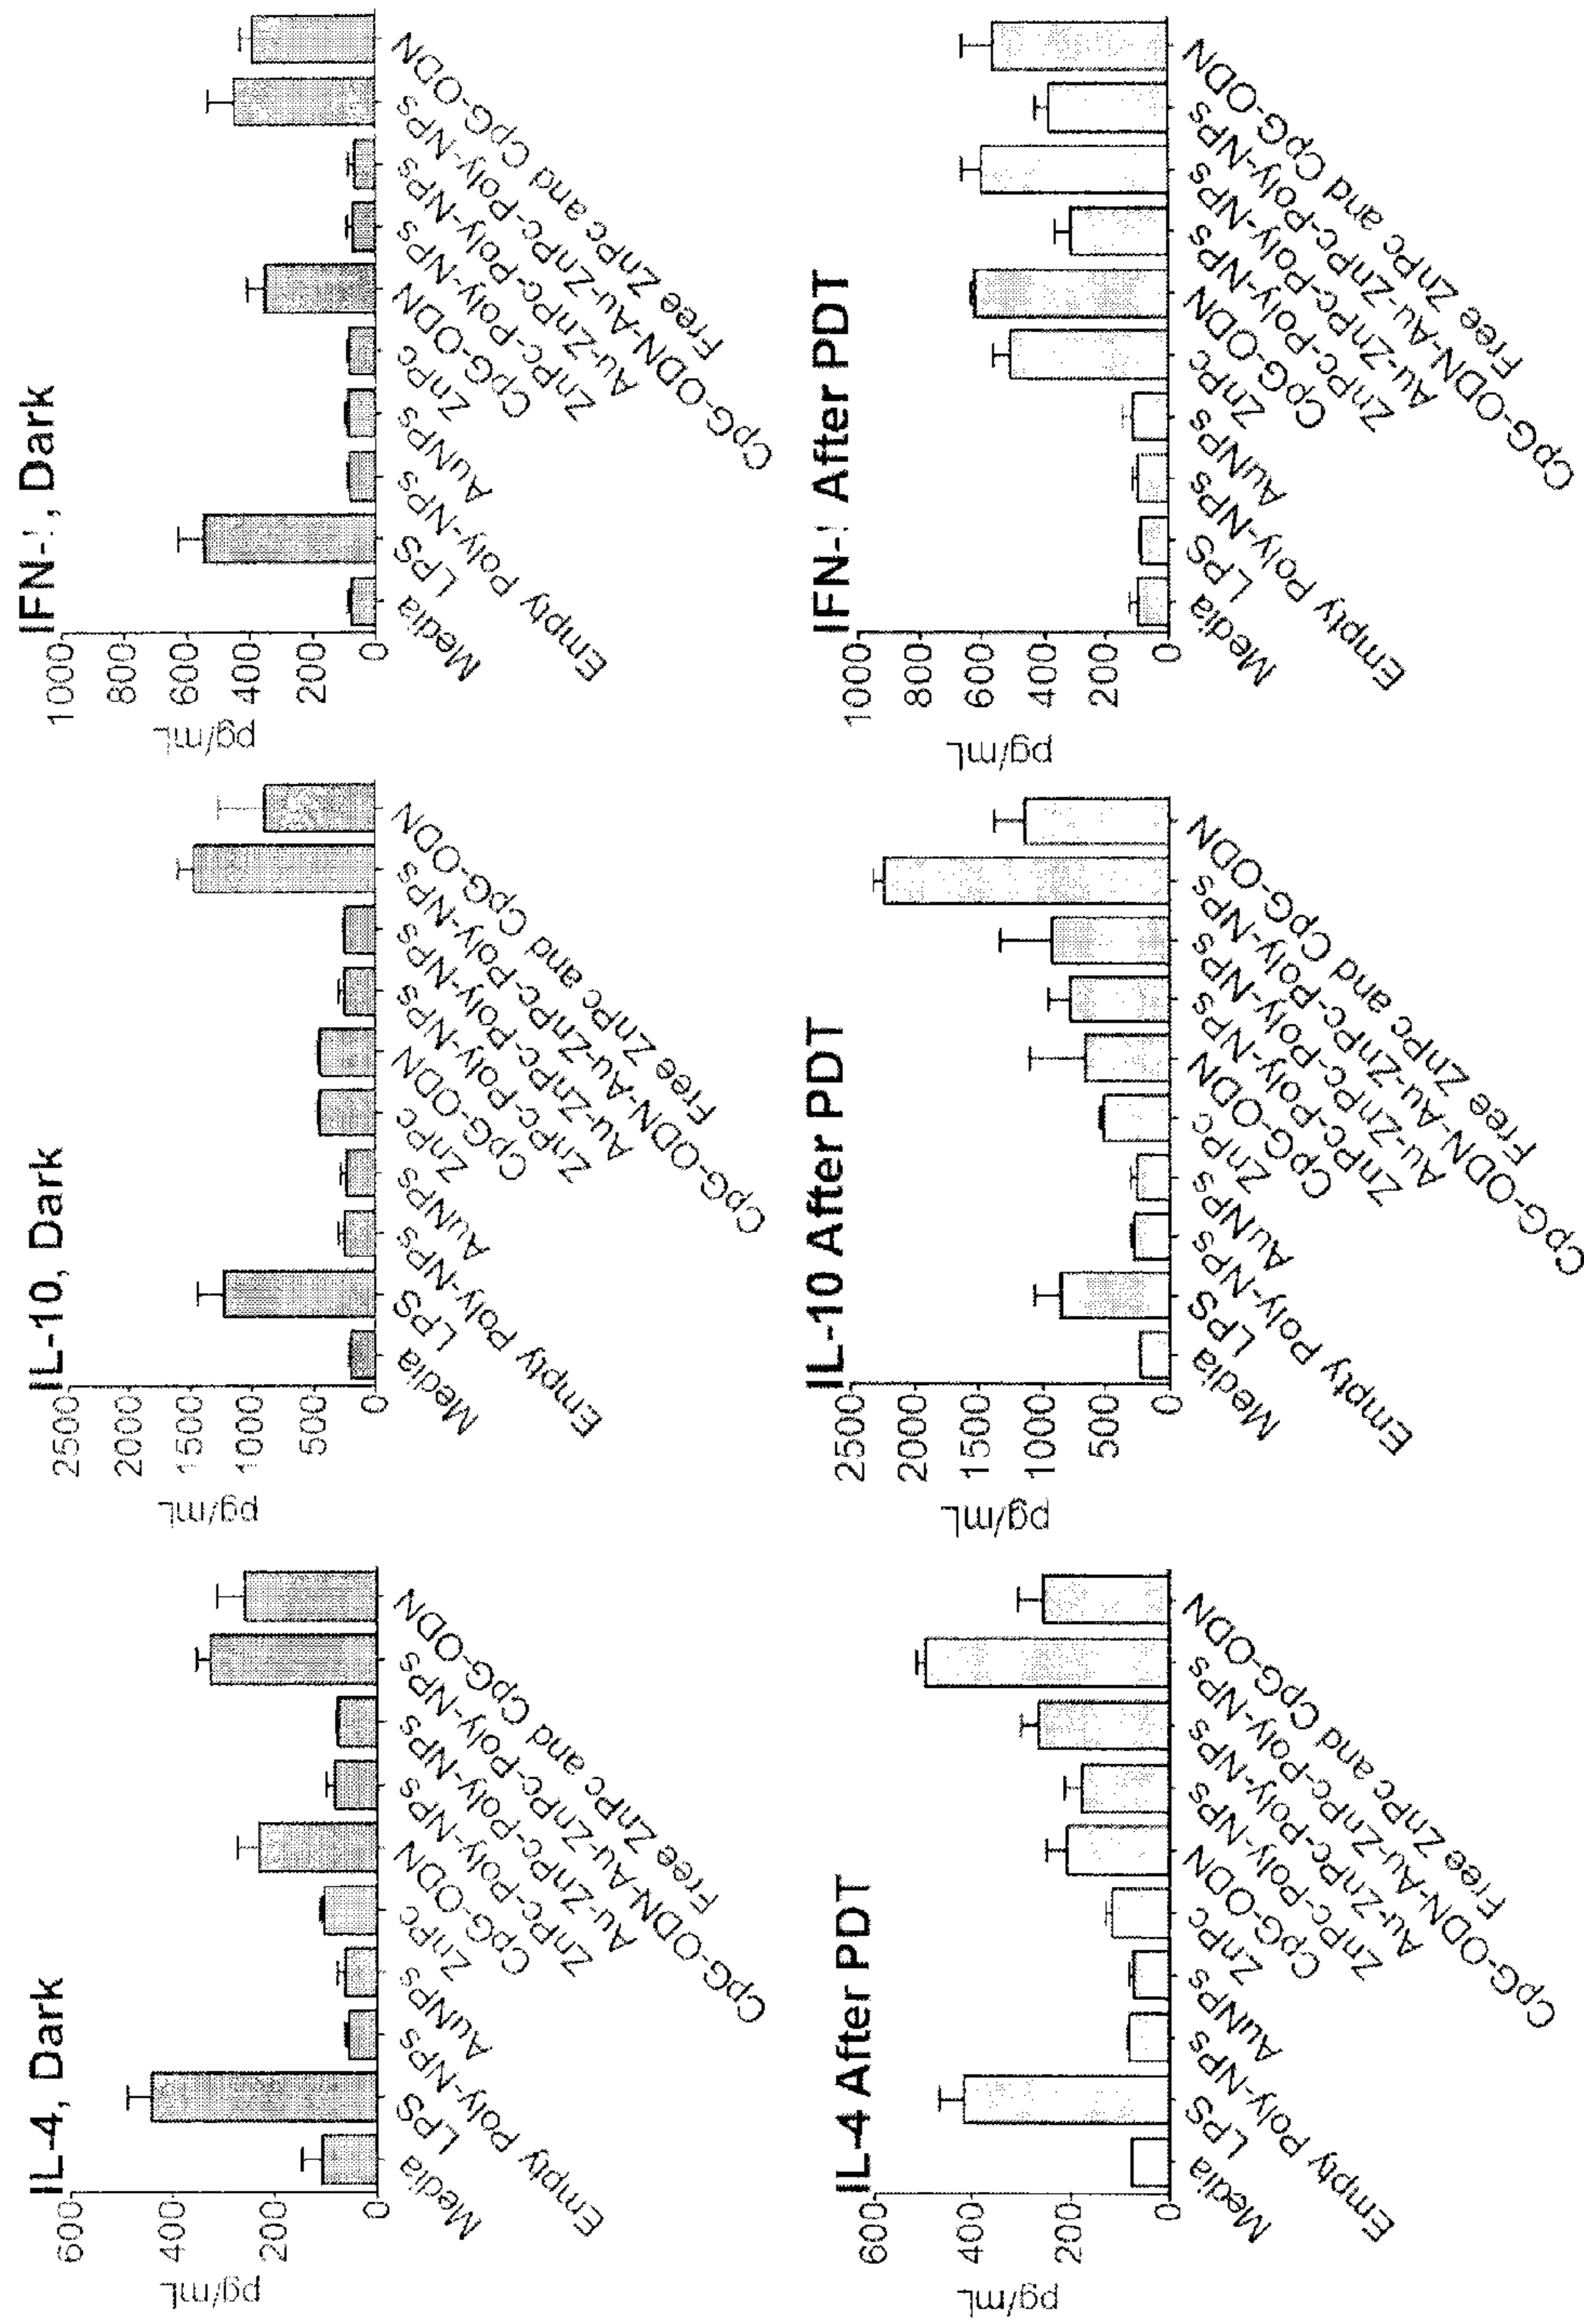 IL-4, Dark
pg/mL
600
400
200
0
Media
LPS
Empty Poly-NPs
AuNPs
ZnPc
CpG-ODN
ZnPc-Poly-NPs
Au-ZnPc-Poly-NPs
CpG-ODN-Au-ZnPc-Poly-NPs
Free ZnPc and CpG-ODN
IL-10, Dark
pg/mL
2500
2000
1500
1000
500
0
Media
LPS
Empty Poly-NPs
AuNPs
ZnPc
CpG-ODN
ZnPc-Poly-NPs
Au-ZnPc-Poly-NPs
CpG-ODN-Au-ZnPc-Poly-NPs
Free ZnPc and CpG-ODN
IFN-!, Dark
pg/mL
1000
800
600
400
200
0
Media
LPS
Empty Poly-NPs
AuNPs
ZnPc
CpG-ODN
ZnPc-Poly-NPs
Au-ZnPc-Poly-NPs
CpG-ODN-Au-ZnPc-Poly-NPs
Free ZnPc and CpG-ODN
IL-4 After PDT
pg/mL
600
400
200
0
Media
LPS
Empty Poly-NPs
AuNPs
ZnPc
CpG-ODN
ZnPc-Poly-NPs
Au-ZnPc-Poly-NPs
CpG-ODN-Au-ZnPc-Poly-NPs
Free ZnPc and CpG-ODN
IL-10 After PDT
pg/mL
2500
2000
1500
1000
500
0
Media
LPS
Empty Poly-NPs
AuNPs
ZnPc
CpG-ODN
ZnPc-Poly-NPs
Au-ZnPc-Poly-NPs
CpG-ODN-Au-ZnPc-Poly-NPs
Free ZnPc and CpG-ODN
IFN-! After PDT
pg/mL
1000
800
600
400
200
0
Media
LPS
Empty Poly-NPs
AuNPs
ZnPc
CpG-ODN
ZnPc-Poly-NPs
Au-ZnPc-Poly-NPs
CpG-ODN-Au-ZnPc-Poly-NPs
Free ZnPc and CpG-ODN